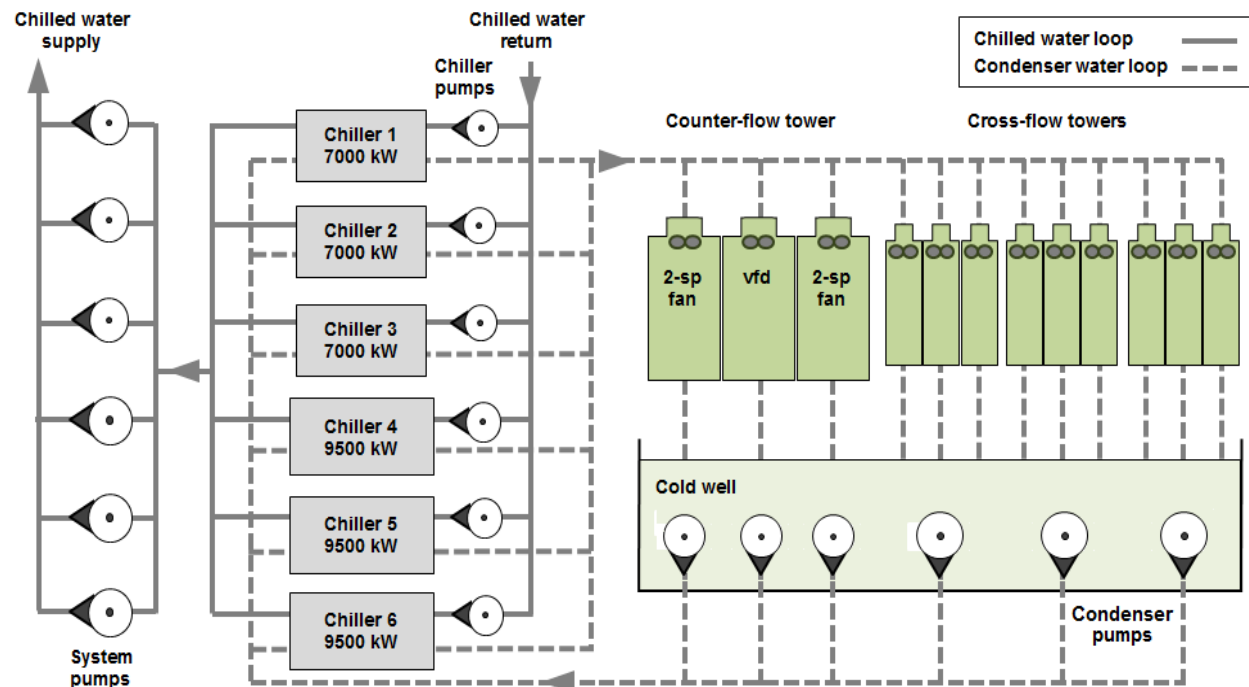 Chilled water
supply
Chilled water
return
Chiller
pumps
Chilled water loop
Condenser water loop
Counter-flow tower
Cross-flow towers
Chiller 1
7000 kW
Chiller 2
7000 kW
Chiller 3
7000 kW
Chiller 4
9500 kW
Chiller 5
9500 kW
Chiller 6
9500 kW
2-sp
fan
vfd
2-sp
fan
Cold well
Condenser
pumps
System
pumps